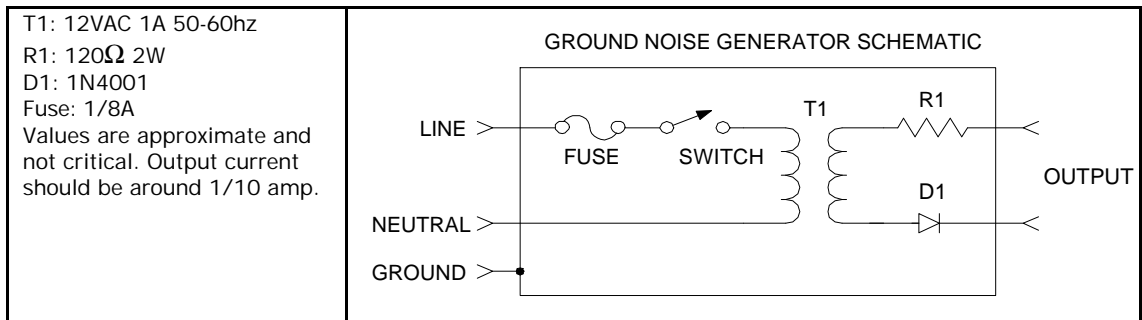 T1: 12VAC 1A 50-60hz
R1: 120Ω 2W
D1: 1N4001
Fuse: 1/8A
Values are approximate and
not critical. Output current
should be around 1/10 amp.
GROUND NOISE GENERATOR SCHEMATIC
LINE
FUSE
SWITCH
T1
R1
OUTPUT
D1
NEUTRAL
GROUND